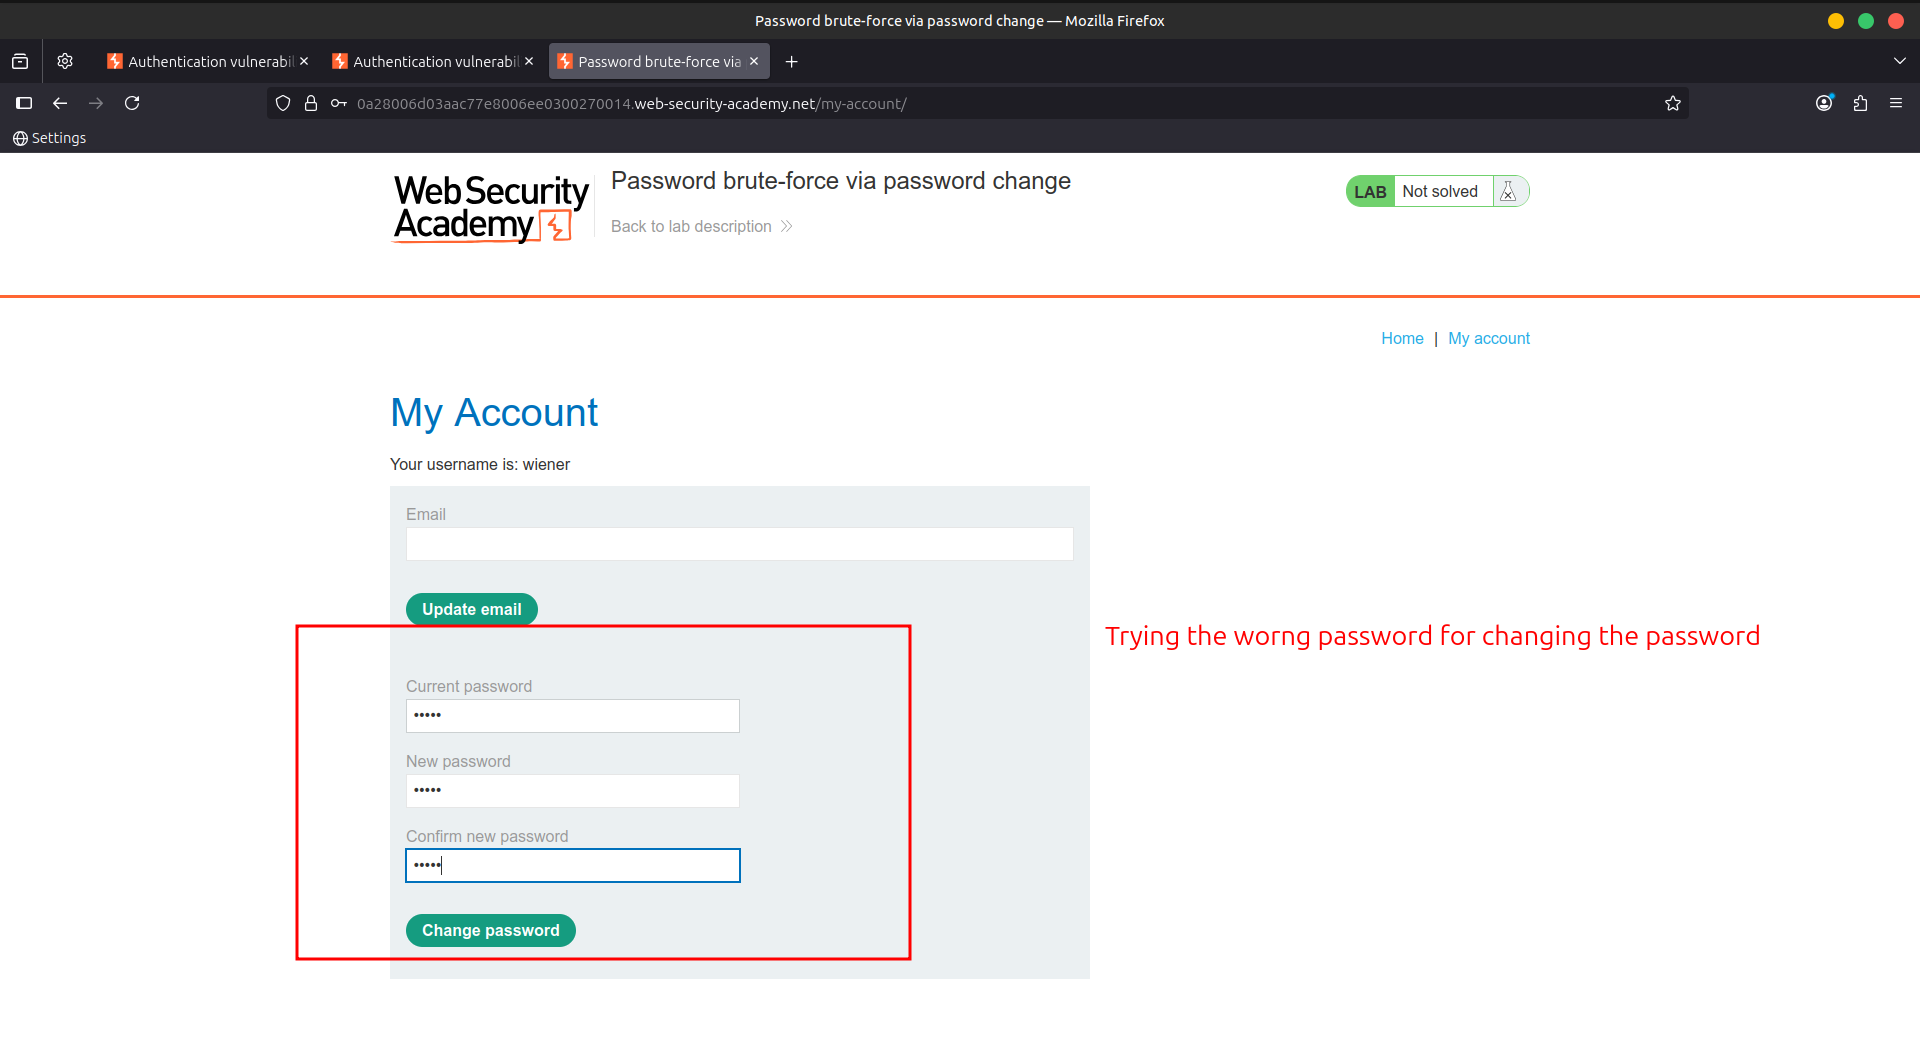 Password brute-force via password change — Mozilla Firefox
Authentication vulnerabil
Authentication vulnerabil
Password brute-force via
0a28006d03aac77e8006ee0300270014.web-security-academy.net/my-account/
Settings
Web Security
Academy
Password brute-force via password change
Back to lab description
LAB Not solved
Home | My account
My Account
Your username is: wiener
Email
Update email
Trying the worng password for changing the password
Current password
•••••
New password
•••••
Confirm new password
•••••
Change password